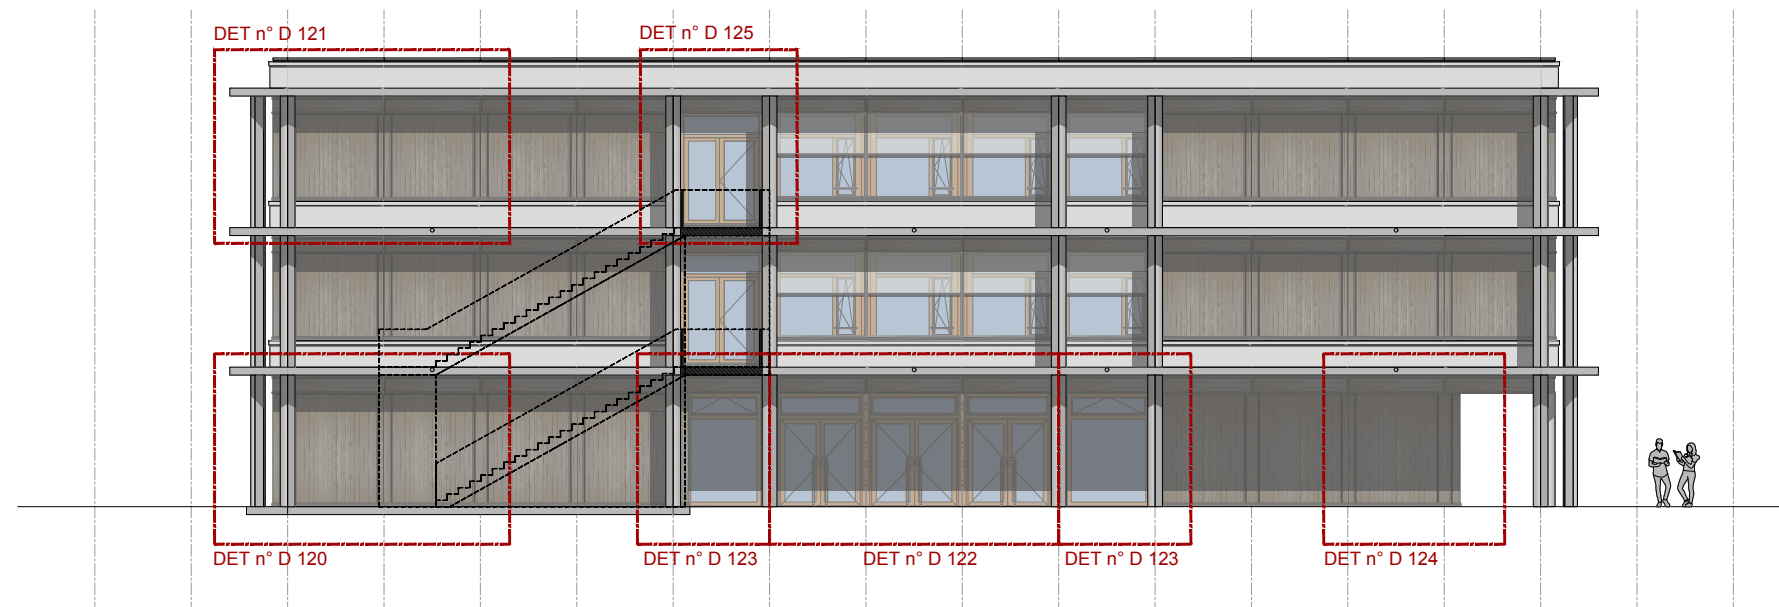 DET n° D 121
DET n° D 125
DET n° D 120
DET n° D 123
DET n° D 122
DET n° D 123
DET n° D 124